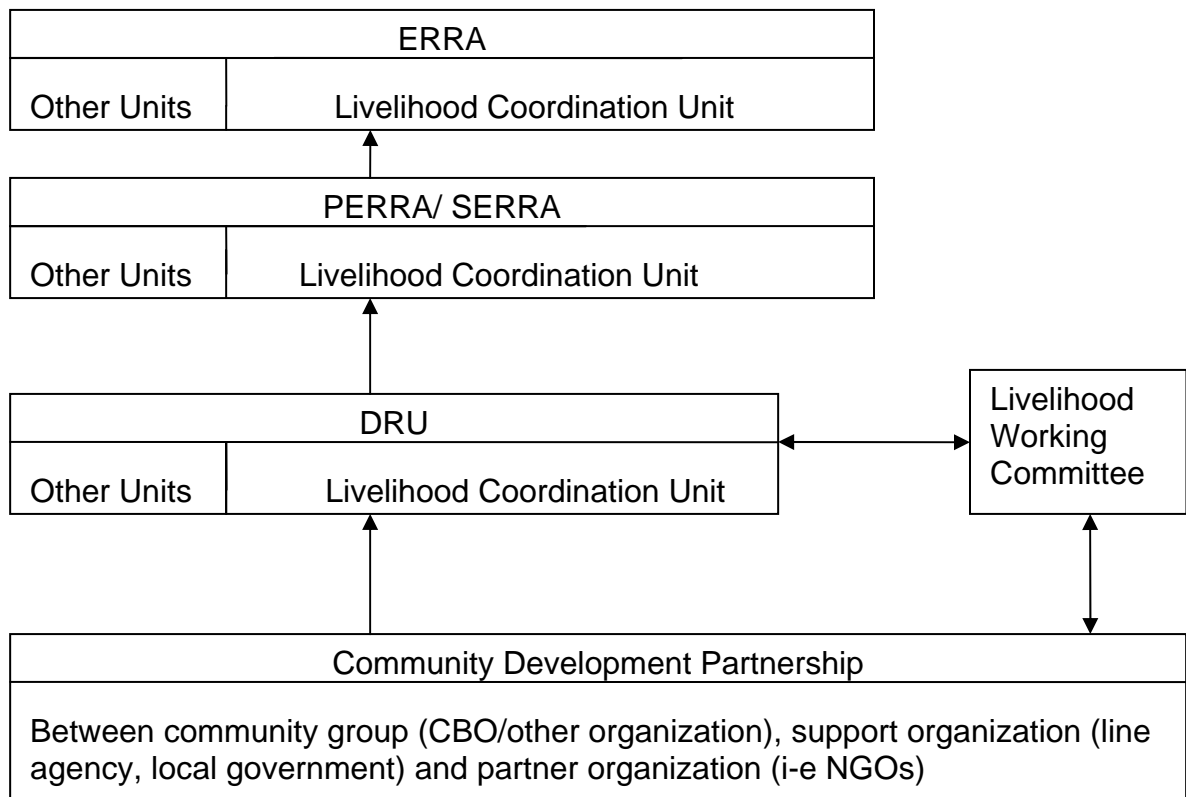 ERRA
Other Units
Livelihood Coordination Unit
PERRA/ SERRA
Other Units
Livelihood Coordination Unit
DRU
Other Units
Livelihood Coordination Unit
Livelihood
Working
Committee
Community Development Partnership
Between community group (CBO/other organization), support organization (line
agency, local government) and partner organization (i-e NGOs)